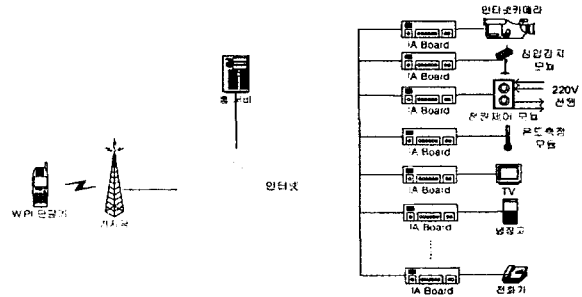 인터넷카메라
IA Board
침입감지
모듈
IA Board
220V
전원
IA Board
전원제어 모듈
온도측정
모듈
IA Board
IA Board
TV
IA Board
냉장고
IA Board
전화기
홈 서버
인터넷
WIPI 단말기
기지국